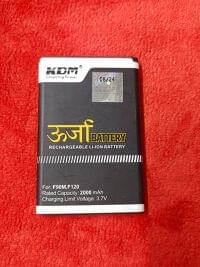 KDM
08/24
ऊर्जा BATTERY
RECHARGEABLE LI-ION BATTERY
For: F90M,F120
Rated Capacity: 2000 mAh
Charging Limit Voltage: 3.7V